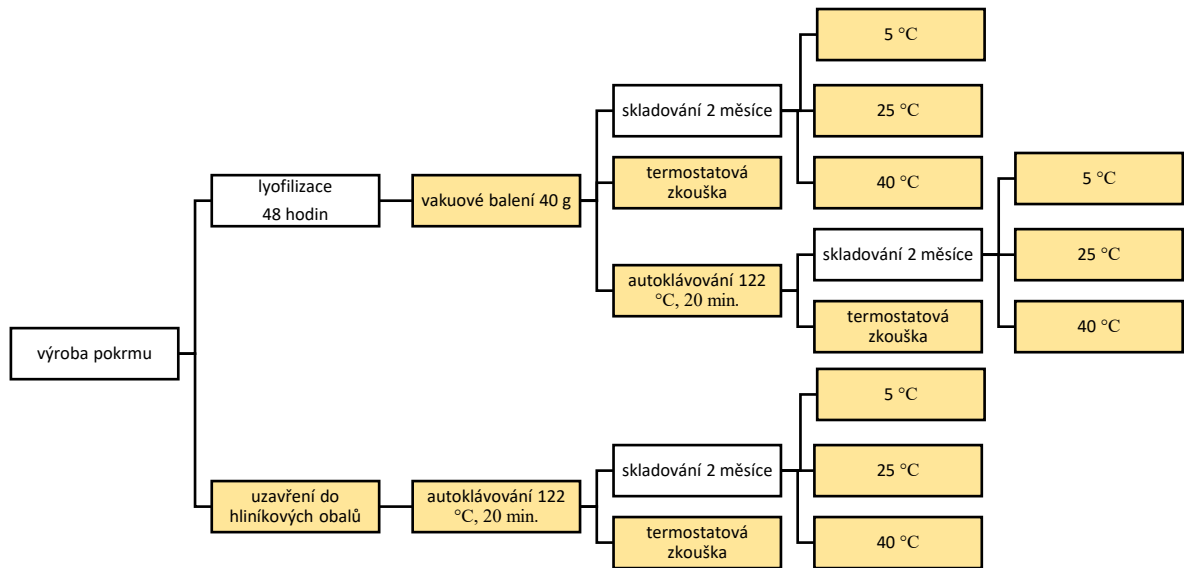 výroba pokrmu
lyofilizace
48 hodin
vakuové balení 40 g
skladování 2 měsíce
5 °C
25 °C
40 °C
termostatová
zkouška
autoklávování 122
°C, 20 min.
skladování 2 měsíce
5 °C
25 °C
40 °C
termostatová
zkouška
uzavření do
hliníkových obalů
autoklávování 122
°C, 20 min.
skladování 2 měsíce
5 °C
25 °C
40 °C
termostatová
zkouška